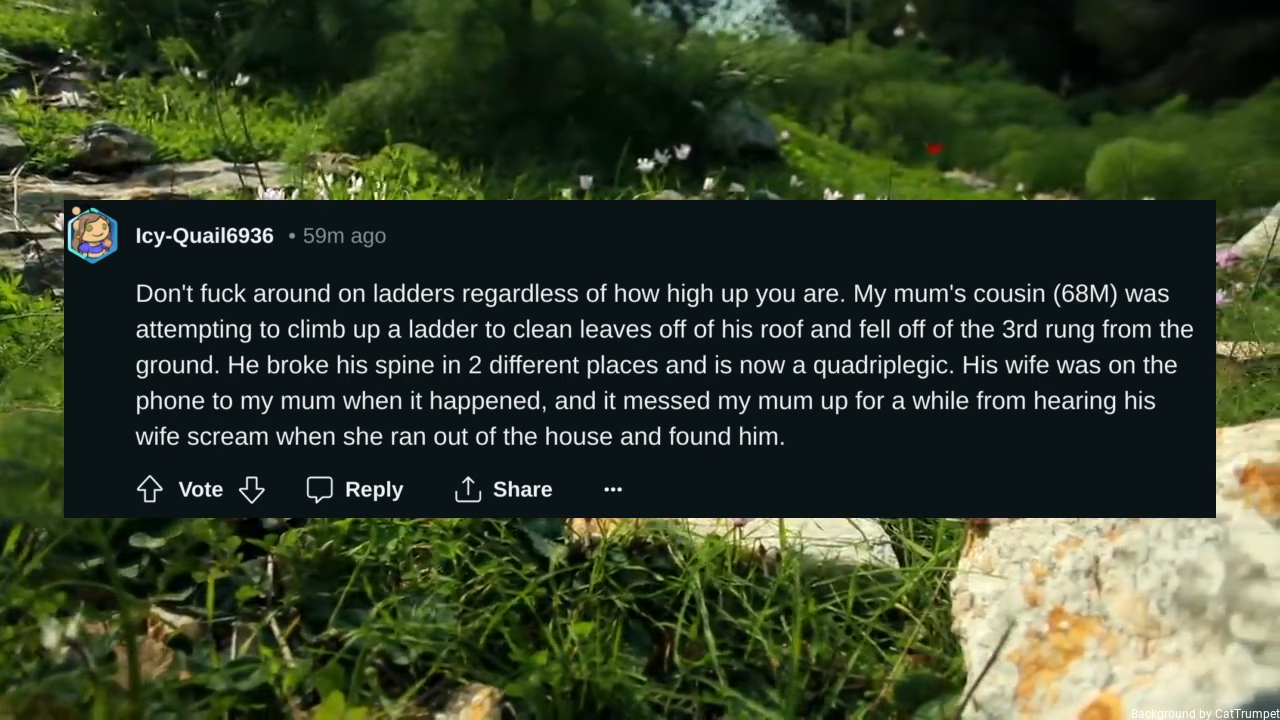 Icy-Quail6936 • 59m ago
Don't fuck around on ladders regardless of how high up you are. My mum's cousin (68M) was
attempting to climb up a ladder to clean leaves off of his roof and fell off of the 3rd rung from the
ground. He broke his spine in 2 different places and is now a quadriplegic. His wife was on the
phone to my mum when it happened, and it messed my mum up for a while from hearing his
wife scream when she ran out of the house and found him.
Vote Reply Share ...
Background by CatTrumpet